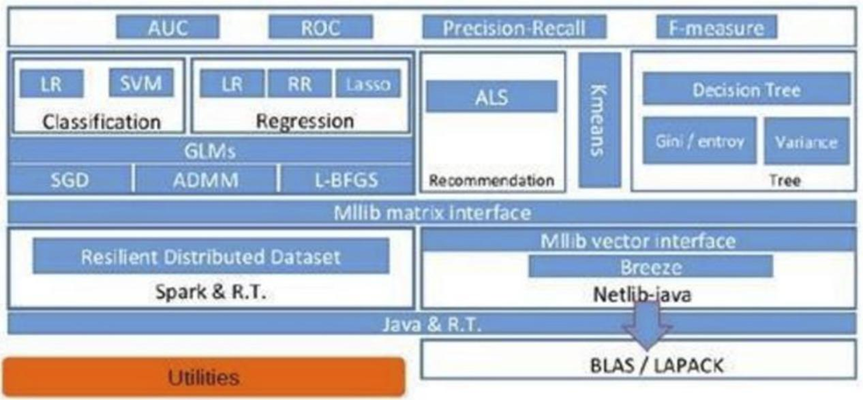 AUC ROC Precision-Recall F-measure
LR SVM
Classification
LR RR Lasso
Regression
GLMs
SGD ADMM L-BFGS
ALS
Recommendation
Kmeans
Decision Tree
Gini / entroy Variance
Tree
Mllib matrix interface
Resilient Distributed Dataset
Spark & R.T.
Mllib vector interface
Breeze
Netlib-java
Java & R.T.
BLAS / LAPACK
Utilities